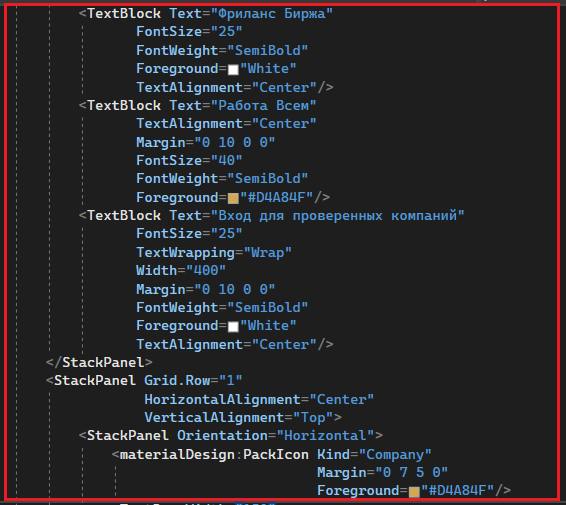 <TextBlock Text="Фриланс Биржа"
FontSize="25"
FontWeight="SemiBold"
Foreground="White"
TextAlignment="Center"/>
<TextBlock Text="Работа Всем"
TextAlignment="Center"
Margin="0 10 0 0"
FontSize="40"
FontWeight="SemiBold"
Foreground="#D4A84F"/>
<TextBlock Text="Вход для проверенных компаний"
FontSize="25"
TextWrapping="Wrap"
Width="400"
Margin="0 10 0 0"
FontWeight="SemiBold"
Foreground="White"
TextAlignment="Center"/>
</StackPanel>
<StackPanel Grid.Row="1"
HorizontalAlignment="Center"
VerticalAlignment="Top">
<StackPanel Orientation="Horizontal">
<materialDesign:PackIcon Kind="Company"
Margin="0 7 5 0"
Foreground="#D4A84F"/>